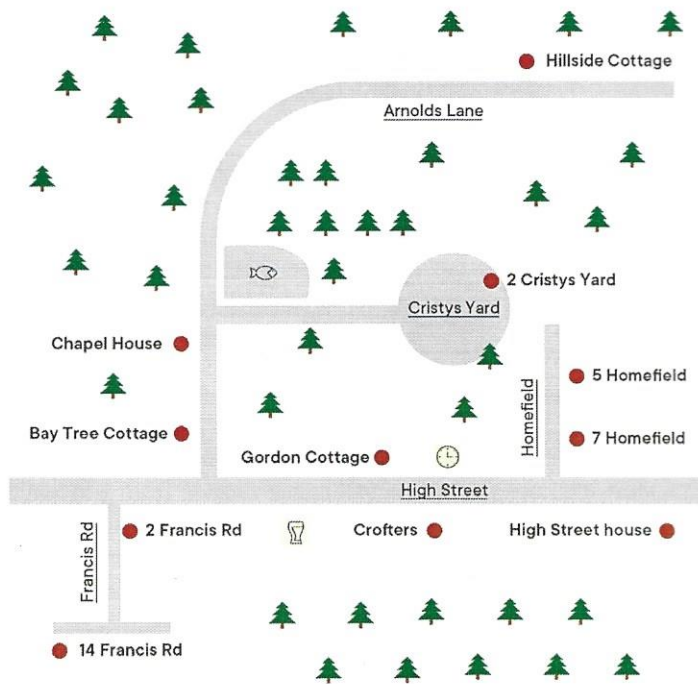 Hillside Cottage
Arnolds Lane
2 Cristys Yard
Cristys Yard
Chapel House
5 Homefield
Homefield
Bay Tree Cottage
7 Homefield
Gordon Cottage
High Street
Francis Rd
2 Francis Rd
Crofters
High Street house
14 Francis Rd